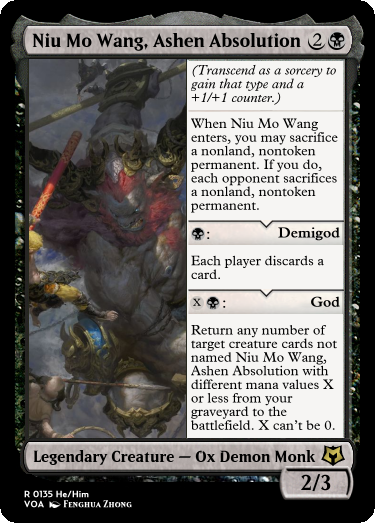 Niu Mo Wang, Ashen Absolution 2
(Transcend as a sorcery to
gain that type and a
+1/+1 counter.)
When Niu Mo Wang
enters, you may sacrifice
a nonland, nontoken
permanent. If you do,
each opponent sacrifices
a nonland, nontoken
permanent.
: Demigod
Each player discards a
card.
X : God
Return any number of
target creature cards not
named Niu Mo Wang,
Ashen Absolution with
different mana values X
or less from your
graveyard to the
battlefield. X can't be 0.
Legendary Creature — Ox Demon Monk
2/3
R 0135 He/Him
VOA Fenghua Zhong